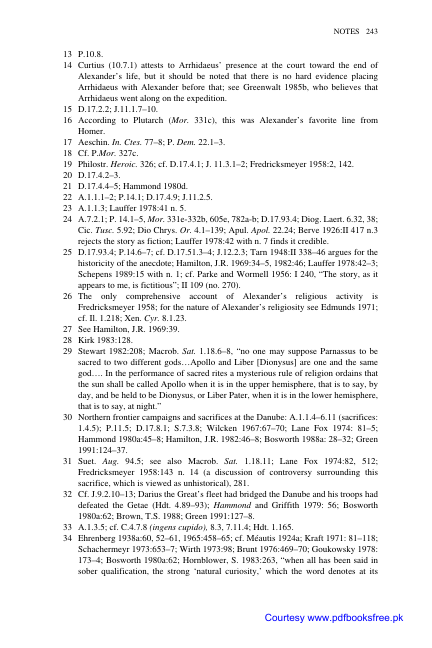 NOTES 243
13 P.10.8.
14 Curtius (10.7.1) attests to Arrhidaeus' presence at the court toward the end of
Alexander's life, but it should be noted that there is no hard evidence placing
Arrhidaeus with Alexander before that; see Greenwalt 1985b, who believes that
Arrhidaeus went along on the expedition.
15 D.17.2.2; J.11.1.7–10.
16 According to Plutarch (Mor. 331c), this was Alexander's favorite line from
Homer.
17 Aeschin. In. Ctes. 77–8; P. Dem. 22.1–3.
18 Cf. P.Mor. 327c.
19 Philostr. Heroic. 326; cf. D.17.4.1; J. 11.3.1–2; Fredricksmeyer 1958:2, 142.
20 D.17.4.2–3.
21 D.17.4.4–5; Hammond 1980d.
22 A.1.1.1–2; P.14.1; D.17.4.9; J.11.2.5.
23 A.1.1.3; Lauffer 1978:41 n. 5.
24 A.7.2.1; P. 14.1–5, Mor. 331e-332b, 605e, 782a-b; D.17.93.4; Diog. Laert. 6.32, 38;
Cic. Tusc. 5.92; Dio Chrys. Or. 4.1–139; Apul. Apol. 22.24; Berve 1926:II 417 n.3
rejects the story as fiction; Lauffer 1978:42 with n. 7 finds it credible.
25 D.17.93.4; P.14.6–7; cf. D.17.51.3–4; J.12.2.3; Tarn 1948:II 338–46 argues for the
historicity of the anecdote; Hamilton, J.R. 1969:34–5, 1982:46; Lauffer 1978:42–3;
Schepens 1989:15 with n. 1; cf. Parke and Wormell 1956: I 240, “The story, as it
appears to me, is fictitious”; II 109 (no. 270).
26 The only comprehensive account of Alexander's religious activity is
Fredricksmeyer 1958; for the nature of Alexander's religiosity see Edmunds 1971;
cf. Il. 1.218; Xen. Cyr. 8.1.23.
27 See Hamilton, J.R. 1969:39.
28 Kirk 1983:128.
29 Stewart 1982:208; Macrob. Sat. 1.18.6–8, “no one may suppose Parnassus to be
sacred to two different gods…Apollo and Liber [Dionysus] are one and the same
god…. In the performance of sacred rites a mysterious rule of religion ordains that
the sun shall be called Apollo when it is in the upper hemisphere, that is to say, by
day, and be held to be Dionysus, or Liber Pater, when it is in the lower hemisphere,
that is to say, at night.”
30 Northern frontier campaigns and sacrifices at the Danube: A.1.1.4–6.11 (sacrifices:
1.4.5); P.11.5; D.17.8.1; S.7.3.8; Wilcken 1967:67–70; Lane Fox 1974: 81–5;
Hammond 1980a:45–8; Hamilton, J.R. 1982:46–8; Bosworth 1988a: 28–32; Green
1991:124–37.
31 Suet. Aug. 94.5; see also Macrob. Sat. 1.18.11; Lane Fox 1974:82, 512;
Fredricksmeyer 1958:143 n. 14 (a discussion of controversy surrounding this
sacrifice, which is viewed as unhistorical), 281.
32 Cf. J.9.2.10–13; Darius the Great's fleet had bridged the Danube and his troops had
defeated the Getae (Hdt. 4.89–93); Hammond and Griffith 1979: 56; Bosworth
1980a:62; Brown, T.S. 1988; Green 1991:127–8.
33 A.1.3.5; cf. C.4.7.8 (ingens cupido), 8.3, 7.11.4; Hdt. 1.165.
34 Ehrenberg 1938a:60, 52–61, 1965:458–65; cf. Méautis 1924a; Kraft 1971: 81–118;
Schachermeyr 1973:653–7; Wirth 1973:98; Brunt 1976:469–70; Goukowsky 1978:
173–4; Bosworth 1980a:62; Hornblower, S. 1983:263, “when all has been said in
sober qualification, the strong ‘natural curiosity,’ which the word denotes at its
Courtesy www.pdfbooksfree.pk